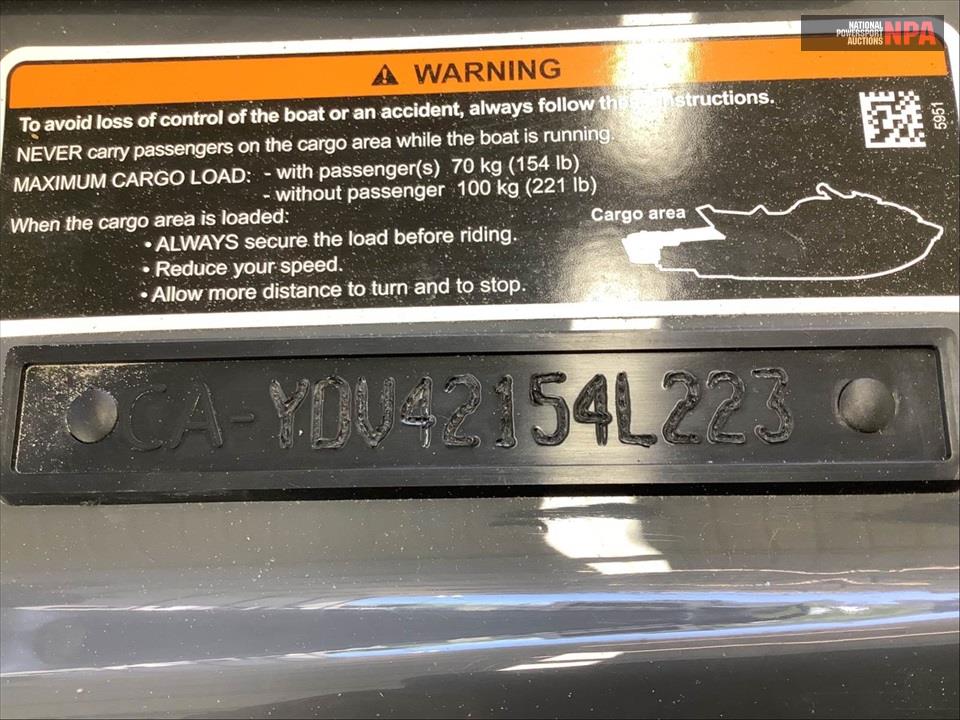 NATIONAL
POWERSPORT
AUCTIONS
NPA
WARNING
To avoid loss of control of the boat or an accident, always follow these instructions.
NEVER carry passengers on the cargo area while the boat is running.
MAXIMUM CARGO LOAD: - with passenger(s) 70 kg (154 lb)
- without passenger 100 kg (221 lb)
When the cargo area is loaded:
• ALWAYS secure the load before riding.
• Reduce your speed.
• Allow more distance to turn and to stop.
5951
Cargo area
CA-YDV42154L223